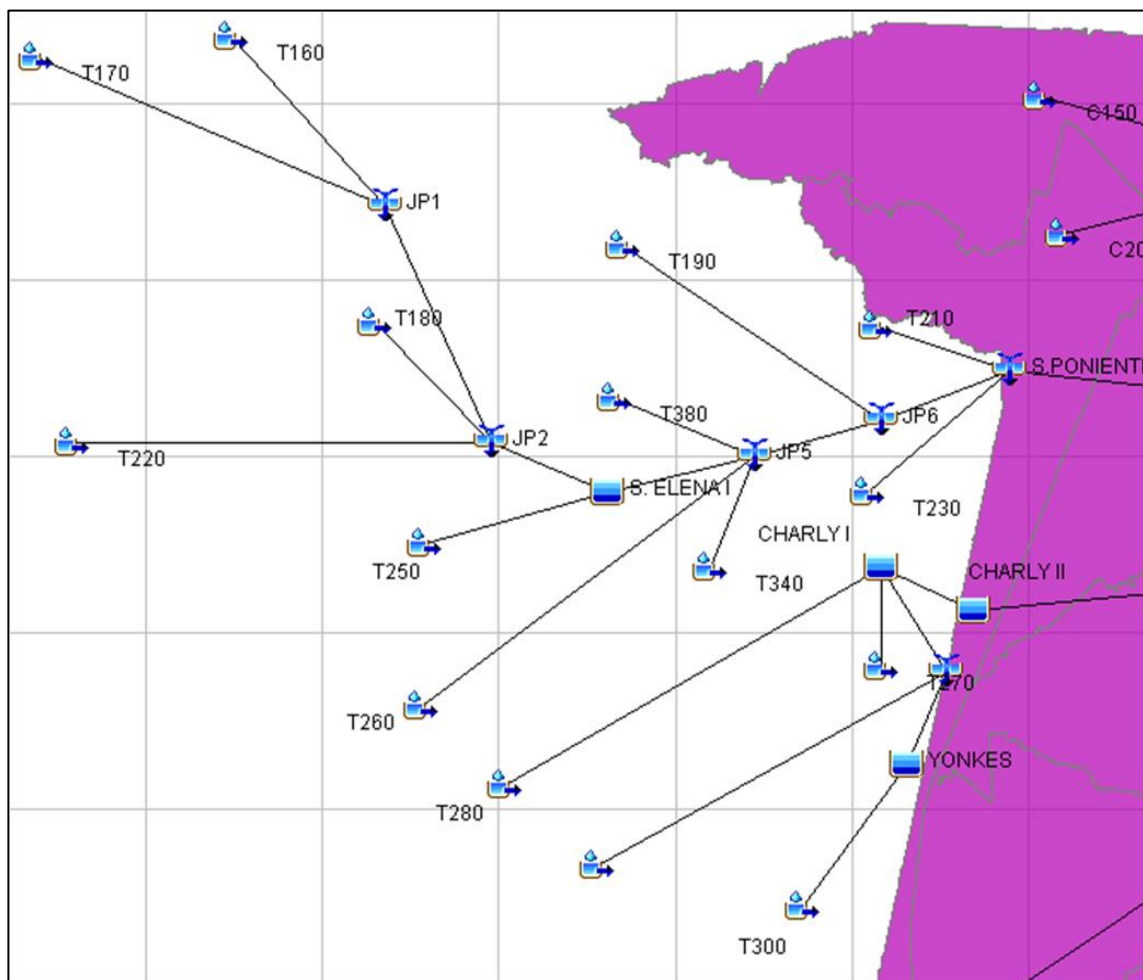 T160
T170
C150
JP1
T190
C20
T180
T210
S.PONIENT
T380
JP6
JP2
JP5
T220
S. ELENA I
T230
CHARLY I
T250
T340
CHARLY II
T270
T260
YONKES
T280
T300